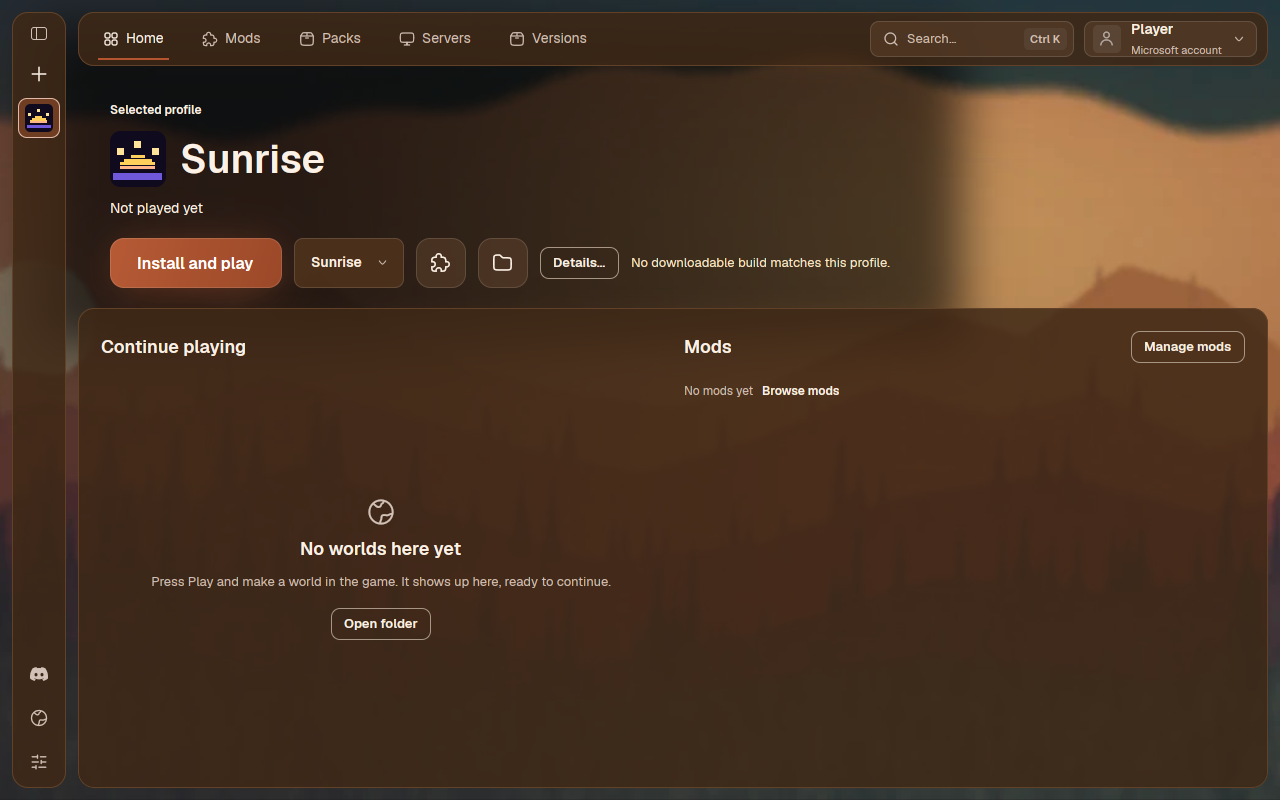 Home
Mods
Packs
Servers
Versions
Search...
Ctrl K
Player
Microsoft account
Selected profile
Sunrise
Not played yet
Install and play
Sunrise
Details...
No downloadable build matches this profile.
Continue playing
Mods
Manage mods
No mods yet Browse mods
No worlds here yet
Press Play and make a world in the game. It shows up here, ready to continue.
Open folder